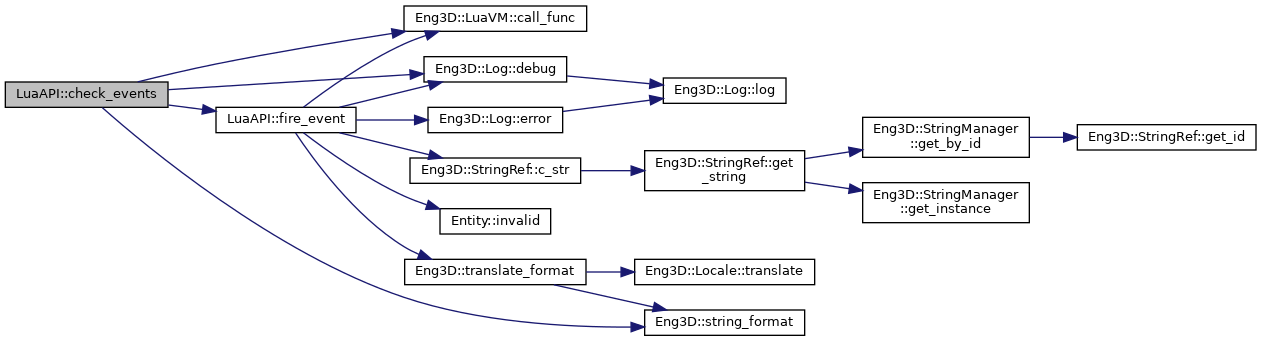 LuaAPI::check_events
LuaAPI::fire_event
Eng3D::LuaVM::call_func
Eng3D::Log::debug
Eng3D::Log::error
Eng3D::Log::log
Eng3D::StringRef::c_str
Eng3D::StringRef::get
_string
Eng3D::StringManager
::get_by_id
Eng3D::StringRef::get_id
Eng3D::StringManager
::get_instance
Entity::invalid
Eng3D::translate_format
Eng3D::Locale::translate
Eng3D::string_format